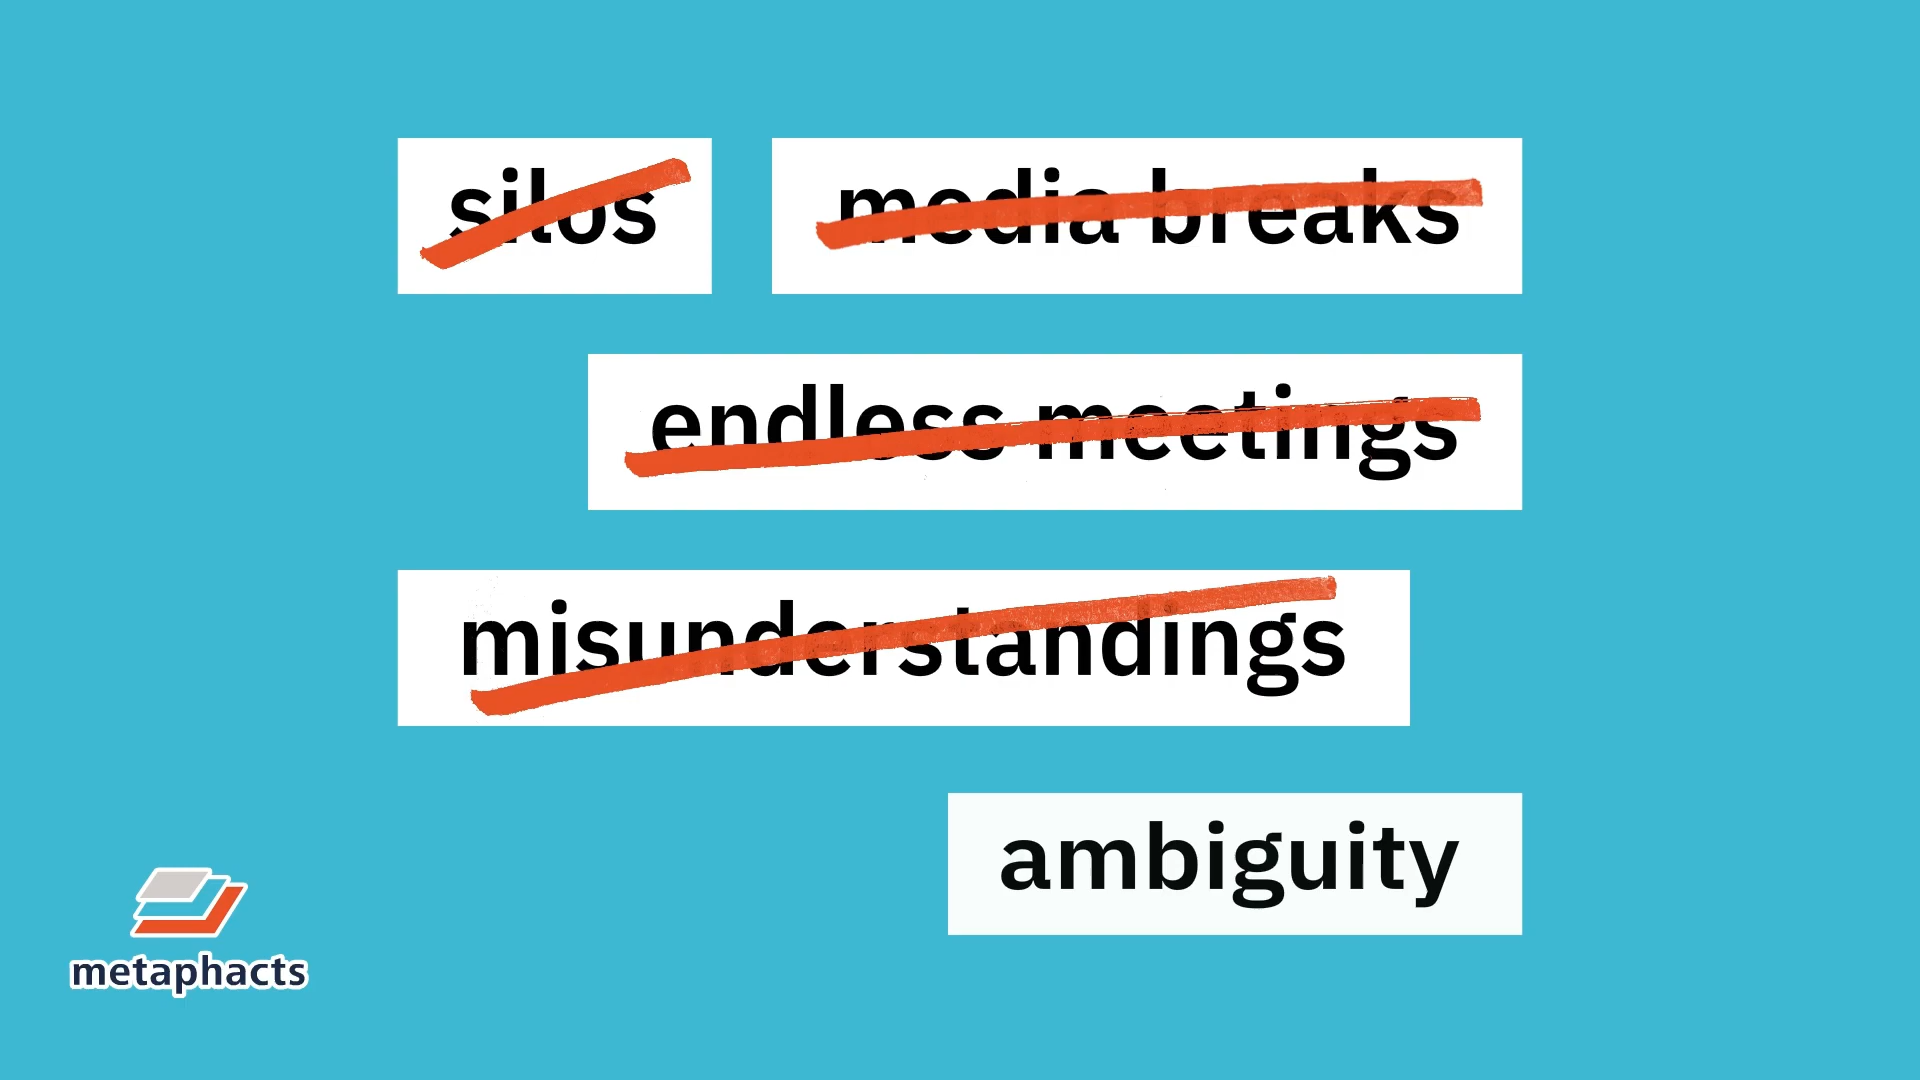 silos media breaks
endless meetings
misunderstandings
ambiguity
metaphacts